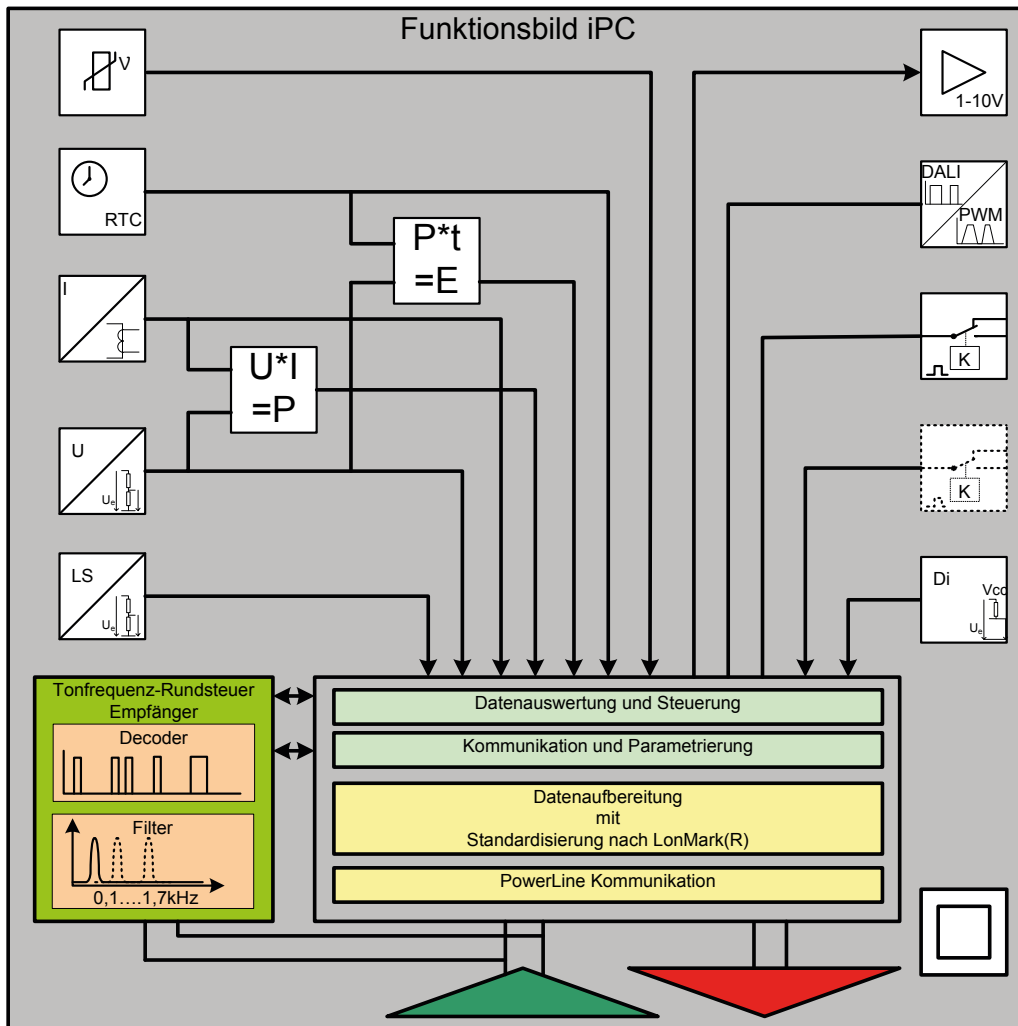 Funktionsbild iPC
ν
1-10V
RTC
DALI
PWM
P*t
=E
I
K
U*I
=P
U
Ue
K
LS
Ue
Di
Vcc
Ue
Tonfrequenz-Rundsteuer
Empfänger
Decoder
Filter
0,1....1,7kHz
Datenauswertung und Steuerung
Kommunikation und Parametrierung
Datenaufbereitung
mit
Standardisierung nach LonMark(R)
PowerLine Kommunikation